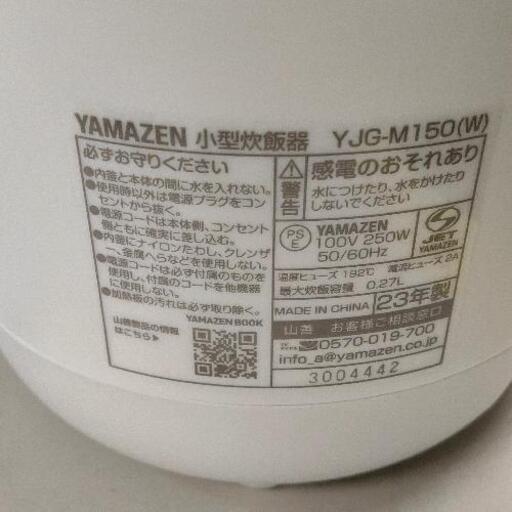 YAMAZEN 小型炊飯器 YJG-M150(W)
必ずお守りください
●内釜と本体の間に水を入れない。
●使用時以外は電源プラグをコン
セントから抜く。
●電源コードは本体側、コンセント
側ともに確実に差し込む。
●内釜にナイロンたわし、クレンザ
ー、金属へらなどを使用しない。
●電源コードは必ず付属のものを
使用し、付属のコードを他機器
に使用しない。
●加熱板の汚れは必ず取り除く。
YAMAZEN BOOK
山善製品の情報
はこちら▶
警告
感電のおそれあり
水につけたり、水をかけたり
しないでください
PS
E
YAMAZEN
100V 250W
50/60Hz
JET
YAMAZEN
温度ヒューズ 192℃ 電流ヒューズ 2A
最大炊飯容量 0.27L
MADE IN CHINA 23年製
山善 お客様ご相談窓口
0570-019-700
info_a@yamazen.co.jp
3004442